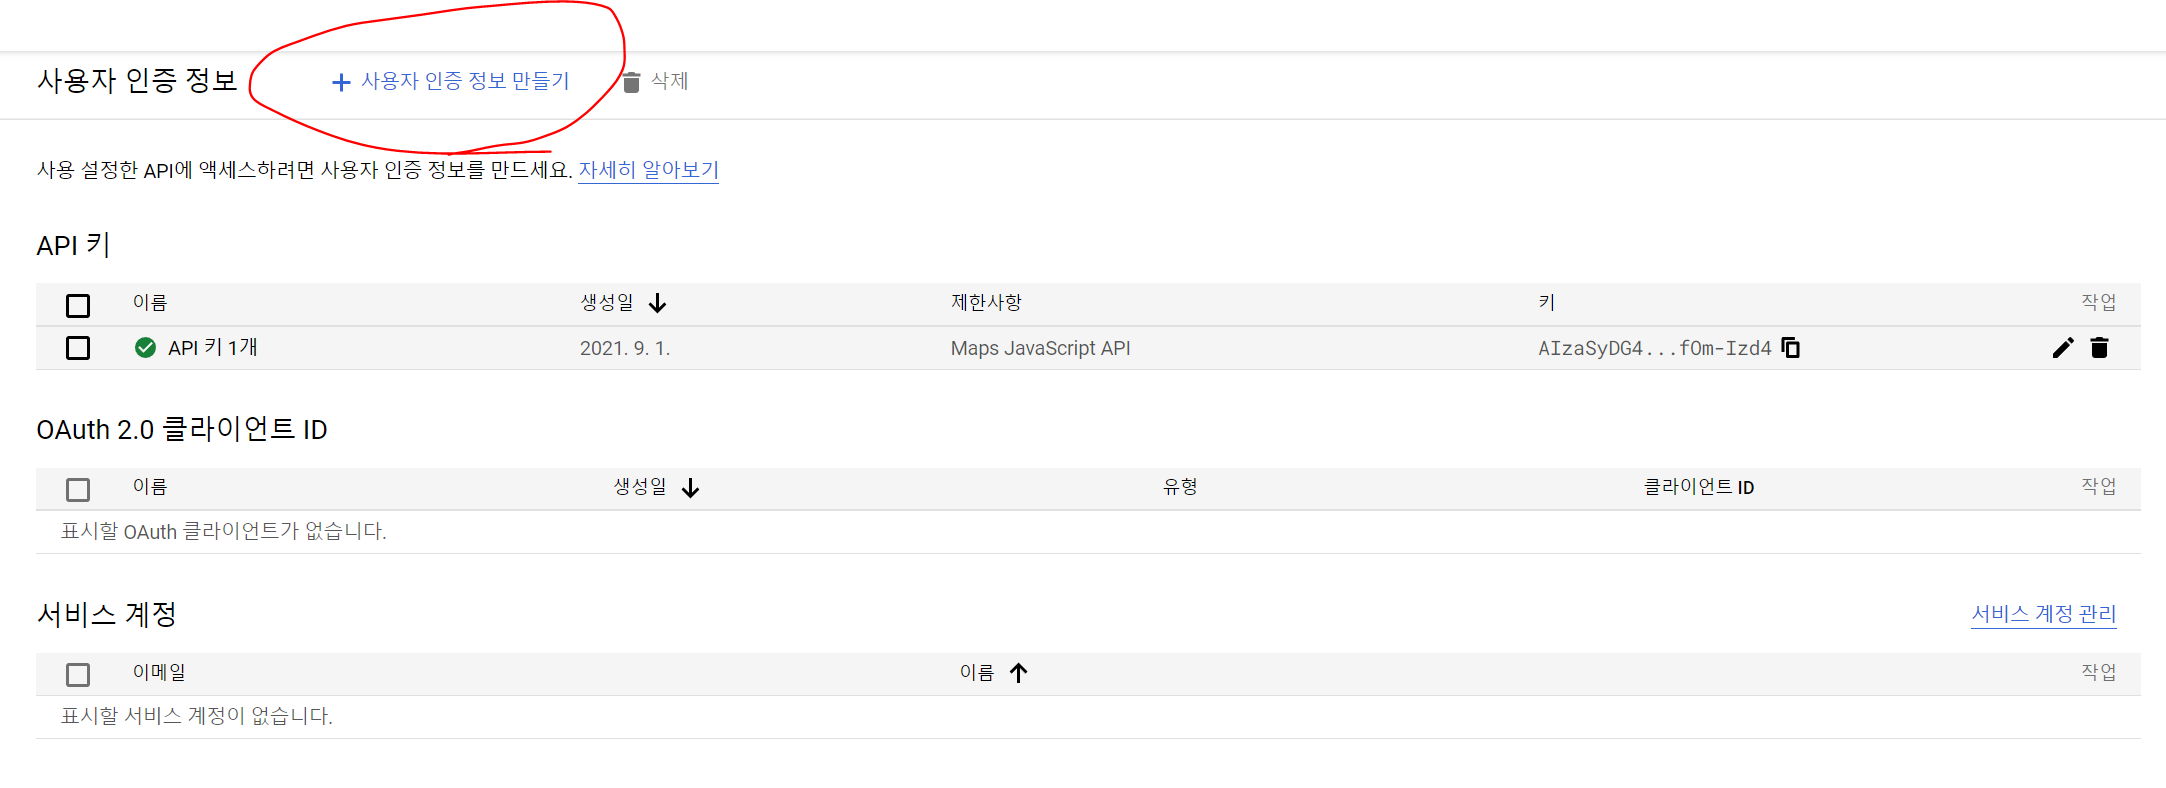 사용자 인증 정보 + 사용자 인증 정보 만들기 삭제
사용 설정한 API에 액세스하려면 사용자 인증 정보를 만드세요. 자세히 알아보기
API 키
이름 생성일 제한사항 키 작업
API 키 1개 2021. 9. 1. Maps JavaScript API AIzaSyDG4...fOm-Izd4
OAuth 2.0 클라이언트 ID
이름 생성일 유형 클라이언트 ID 작업
표시할 OAuth 클라이언트가 없습니다.
서비스 계정 서비스 계정 관리
이메일 이름 작업
표시할 서비스 계정이 없습니다.